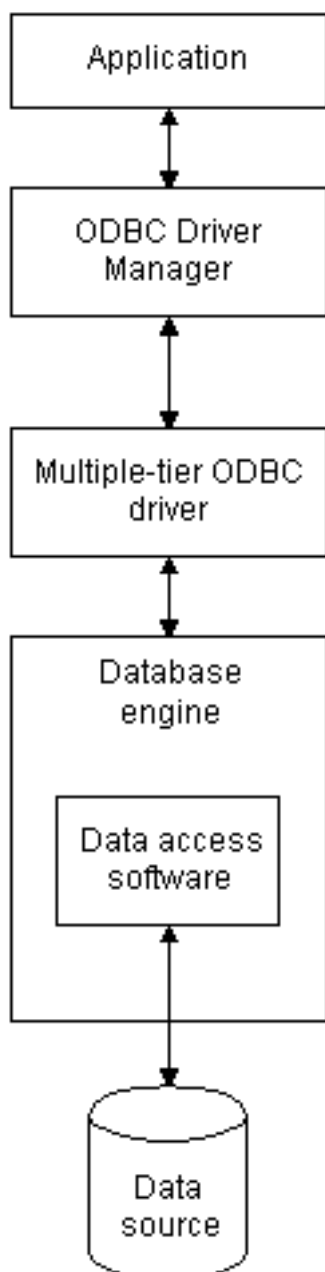 Application
ODBC Driver
Manager
Multiple-tier ODBC
driver
Database
engine
Data access
software
Data
source